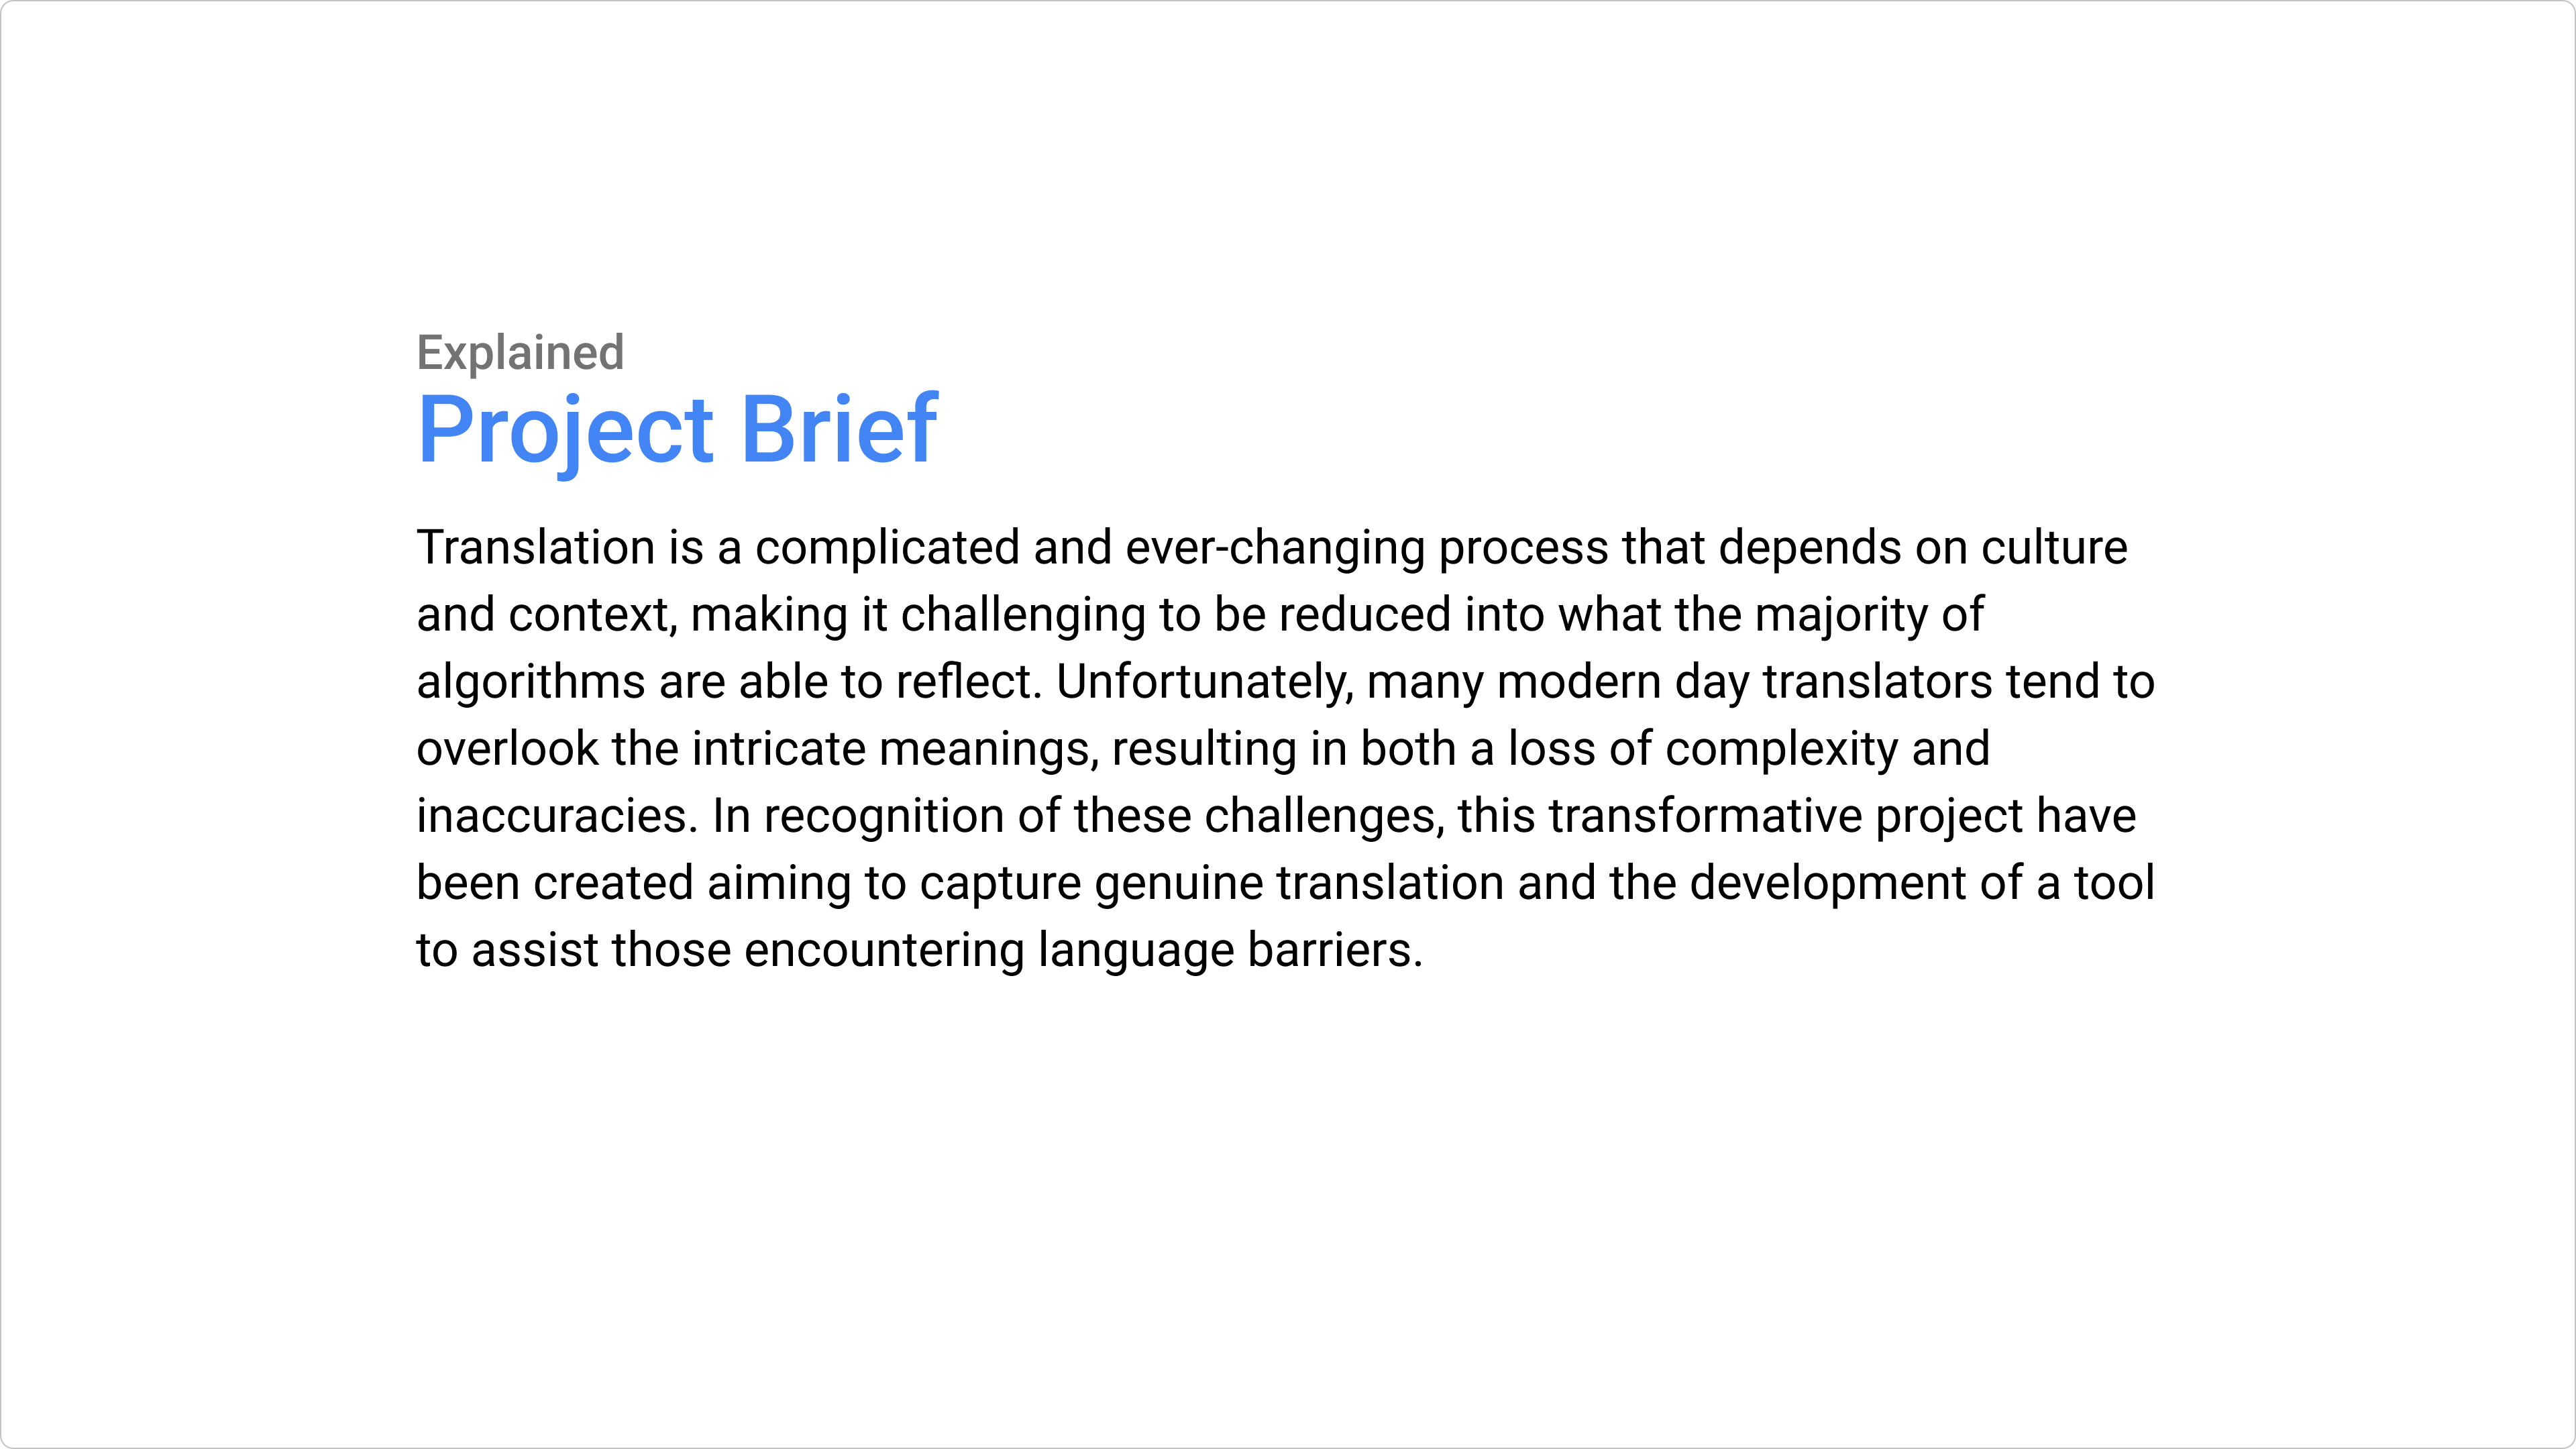 Explained
Project Brief
Translation is a complicated and ever-changing process that depends on culture
and context, making it challenging to be reduced into what the majority of
algorithms are able to reflect. Unfortunately, many modern day translators tend to
overlook the intricate meanings, resulting in both a loss of complexity and
inaccuracies. In recognition of these challenges, this transformative project have
been created aiming to capture genuine translation and the development of a tool
to assist those encountering language barriers.